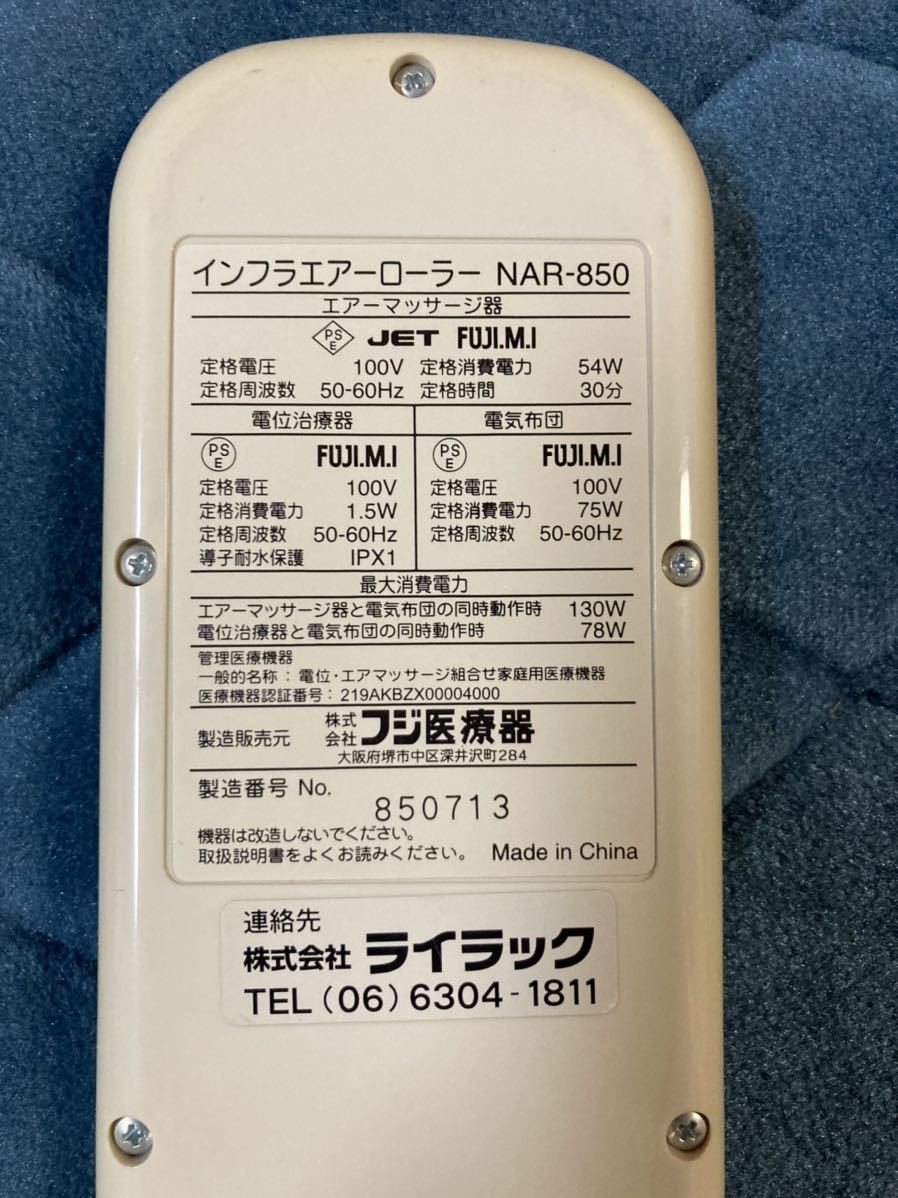 インフラエアーローラー NAR-850
エアーマッサージ器
PS E JET FUJI.M.I
定格電圧 100V 定格消費電力 54W
定格周波数 50-60Hz 定格時間 30分
電位治療器
PS E FUJI.M.I
定格電圧 100V
定格消費電力 1.5W
定格周波数 50-60Hz
導子耐水保護 IPX1
電気布団
PS E FUJI.M.I
定格電圧 100V
定格消費電力 75W
定格周波数 50-60Hz
最大消費電力
エアーマッサージ器と電気布団の同時動作時 130W
電位治療器と電気布団の同時動作時 78W
管理医療機器
一般的名称：電位・エアマッサージ組合せ家庭用医療機器
医療機器認証番号：219AKBZX00004000
製造販売元 株式会社フジ医療器
大阪府堺市中区深井沢町284
製造番号 No. 850713
機器は改造しないでください。
取扱説明書をよくお読みください。 Made in China
連絡先
株式会社 ライラック
TEL (06) 6304-1811